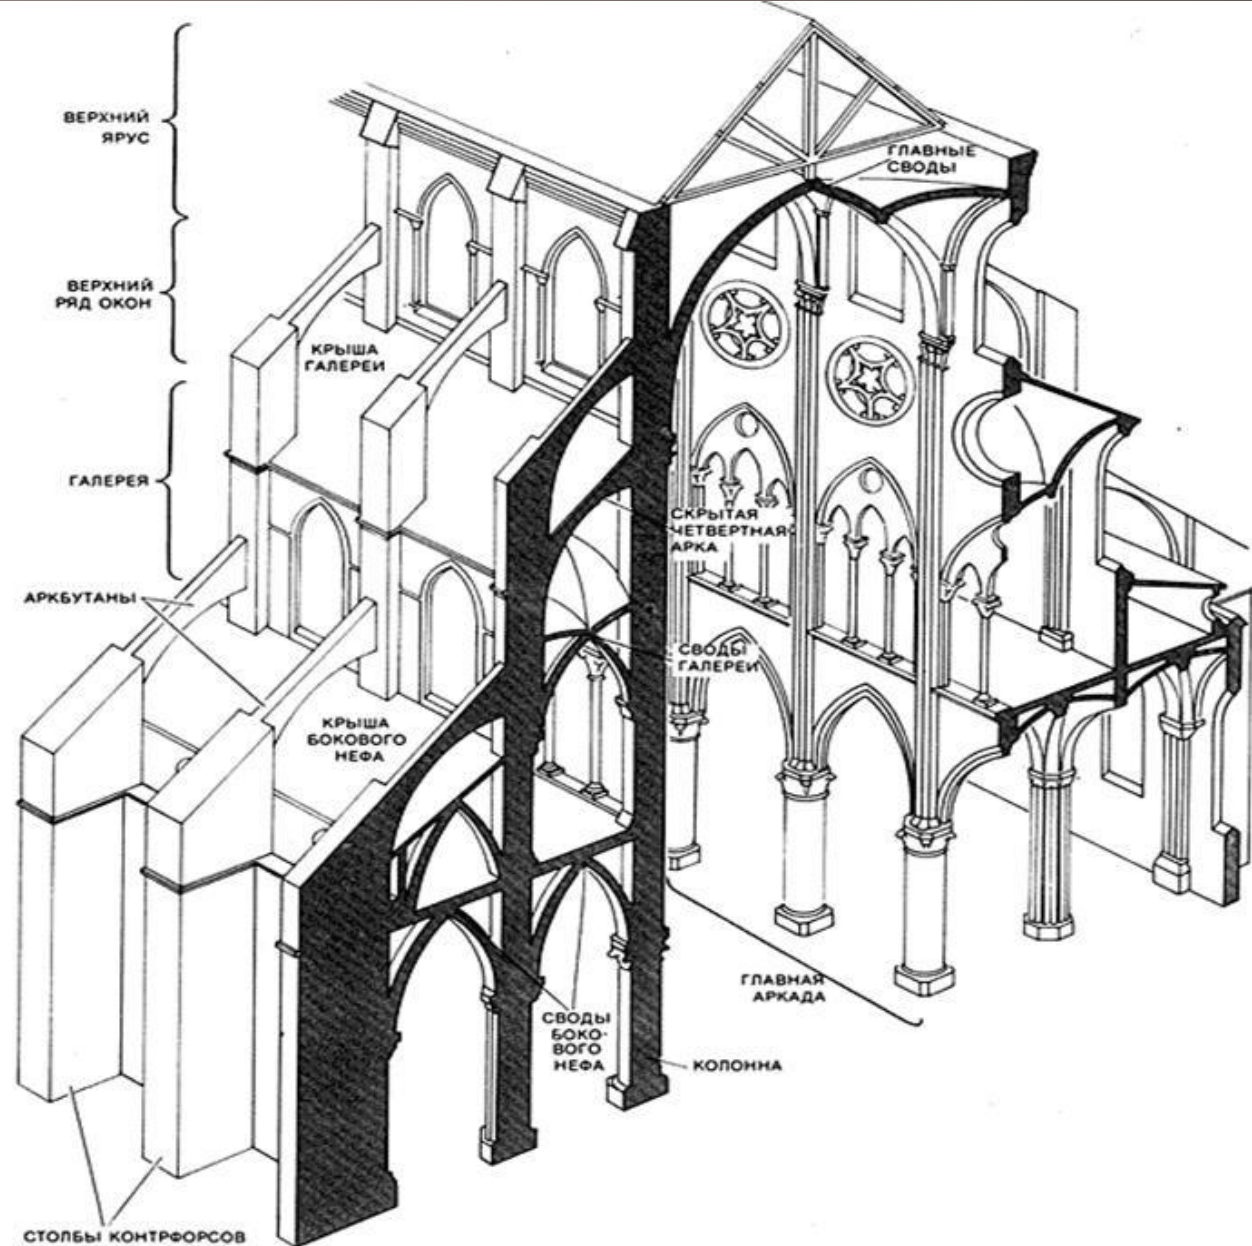 ВЕРХНИЙ
ЯРУС
ГЛАВНЫЕ
СВОДЫ
ВЕРХНИЙ
РЯД ОКОН
КРЫША
ГАЛЕРЕИ
ГАЛЕРЕЯ
СКРЫТАЯ
ЧЕТВЕРТНАЯ
АРКА
АРКБУТАНЫ
СВОДЫ
ГАЛЕРЕИ
КРЫША
БОКОВОГО
НЕФА
ГЛАВНАЯ
АРКАДА
СВОДЫ
БОКО-
ВОГО
НЕФА
КОЛОННА
СТОЛБЫ КОНТРФОРСОВ